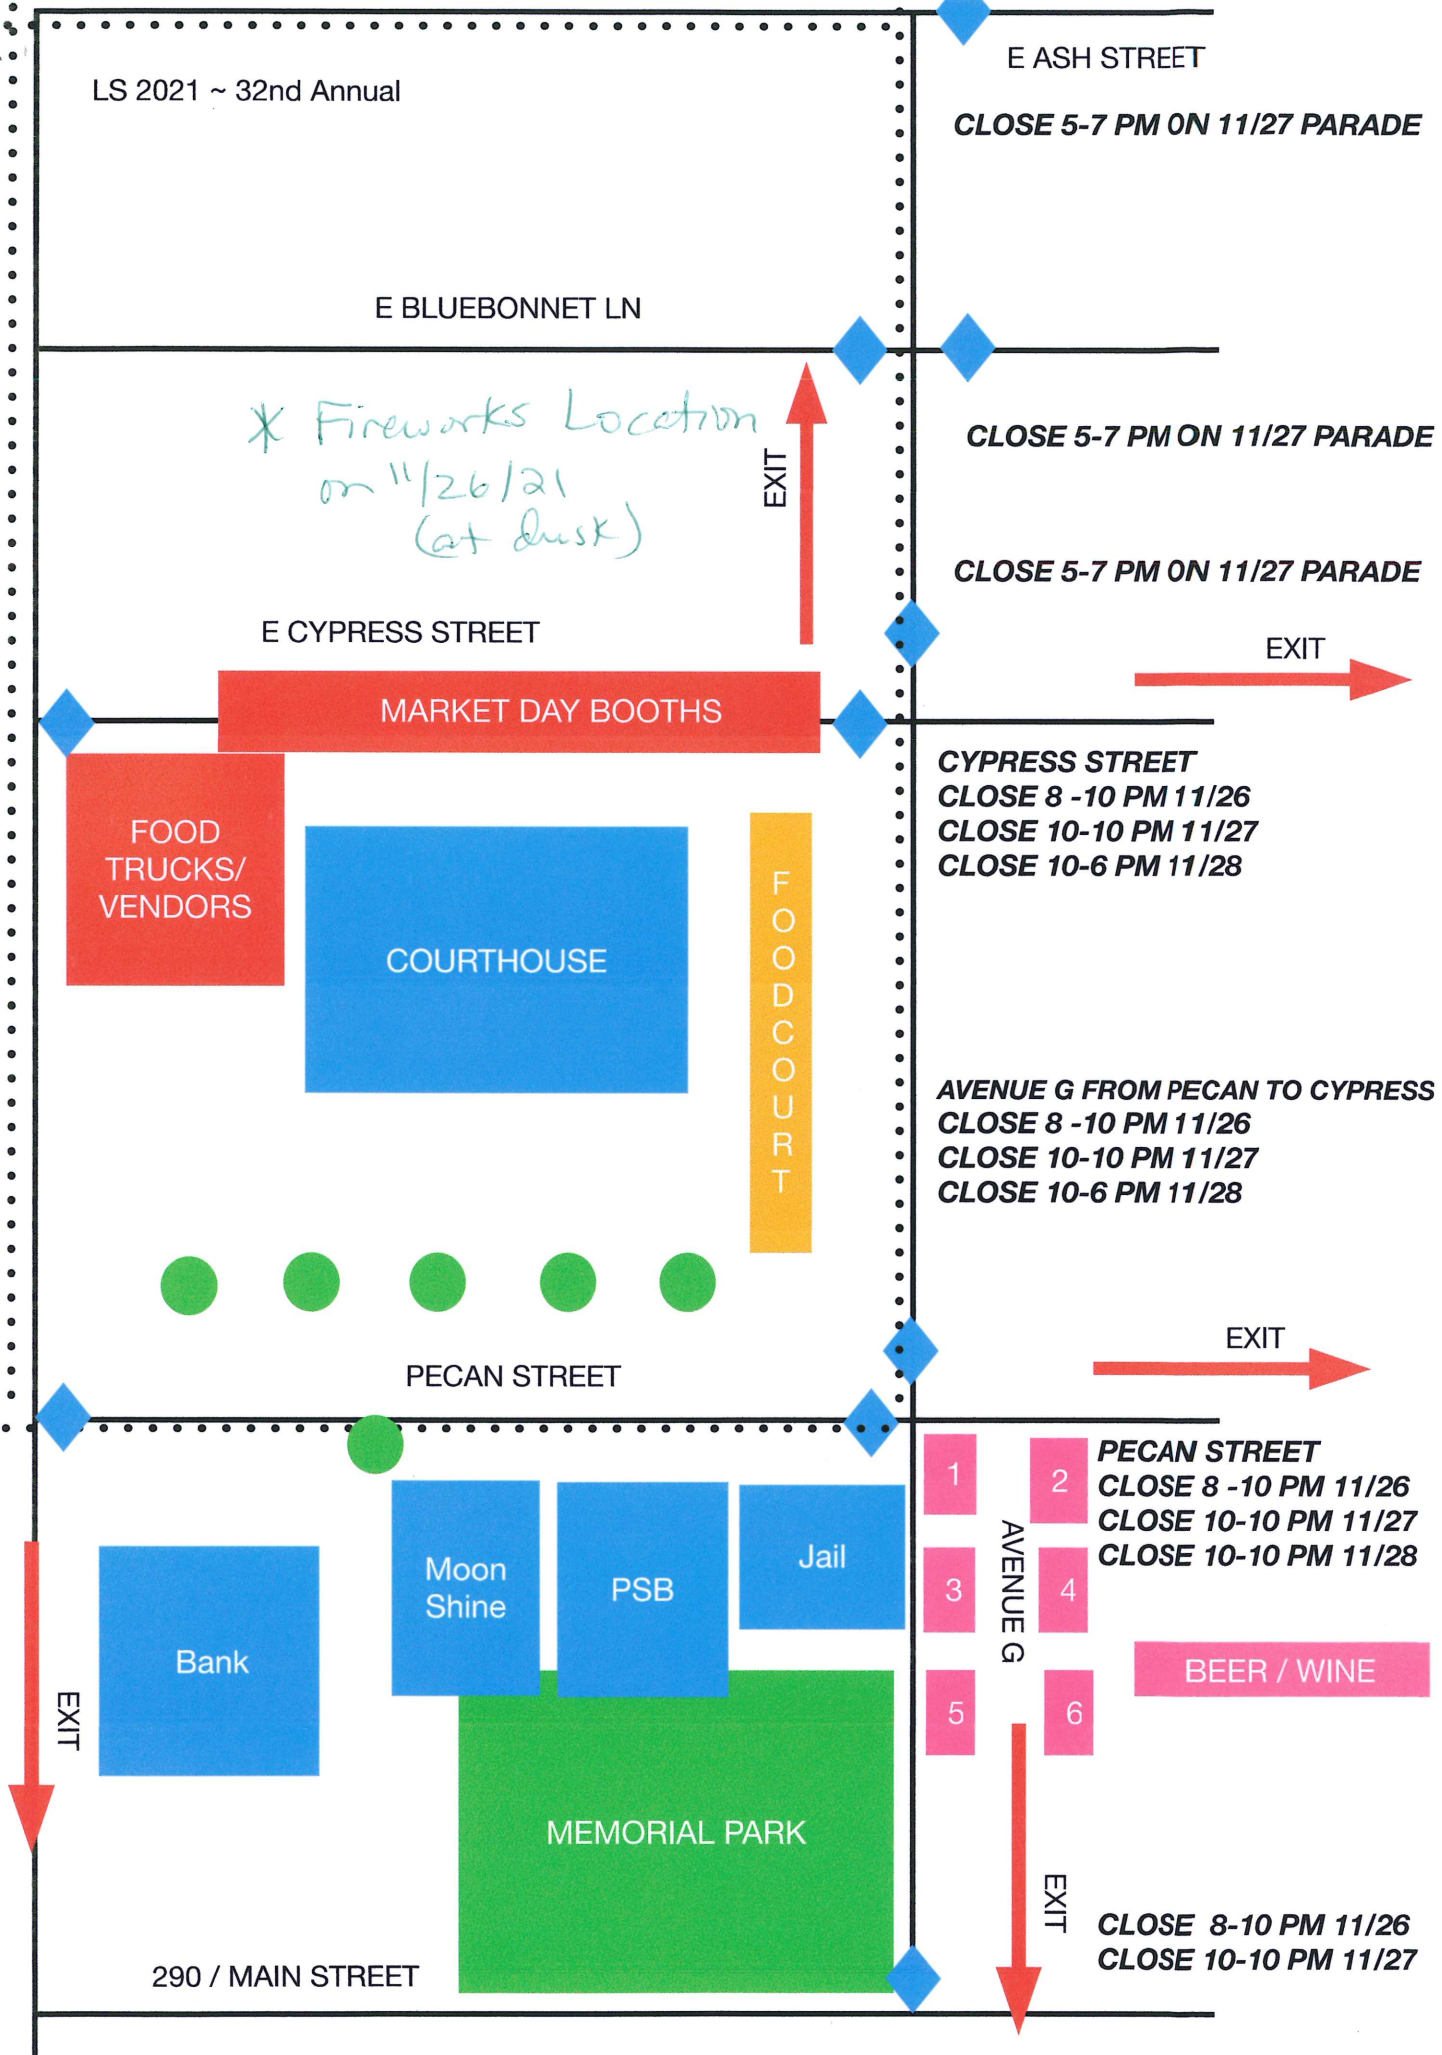 E ASH STREET
LS 2021 ~ 32nd Annual
CLOSE 5-7 PM ON 11/27 PARADE
E BLUEBONNET LN
* Fireworks Location
on 11/26/21
(at dusk)
EXIT
CLOSE 5-7 PM ON 11/27 PARADE
CLOSE 5-7 PM ON 11/27 PARADE
E CYPRESS STREET
EXIT
MARKET DAY BOOTHS
CYPRESS STREET
CLOSE 8 -10 PM 11/26
CLOSE 10-10 PM 11/27
CLOSE 10-6 PM 11/28
FOOD
TRUCKS/
VENDORS
COURTHOUSE
FOODCOURT
AVENUE G FROM PECAN TO CYPRESS
CLOSE 8 -10 PM 11/26
CLOSE 10-10 PM 11/27
CLOSE 10-6 PM 11/28
EXIT
PECAN STREET
PECAN STREET
CLOSE 8 -10 PM 11/26
CLOSE 10-10 PM 11/27
CLOSE 10-10 PM 11/28
1
2
3
4
5
6
AVENUE G
Moon
Shine
PSB
Jail
Bank
BEER / WINE
EXIT
MEMORIAL PARK
EXIT
CLOSE  8-10 PM 11/26
CLOSE 10-10 PM 11/27
290 / MAIN STREET